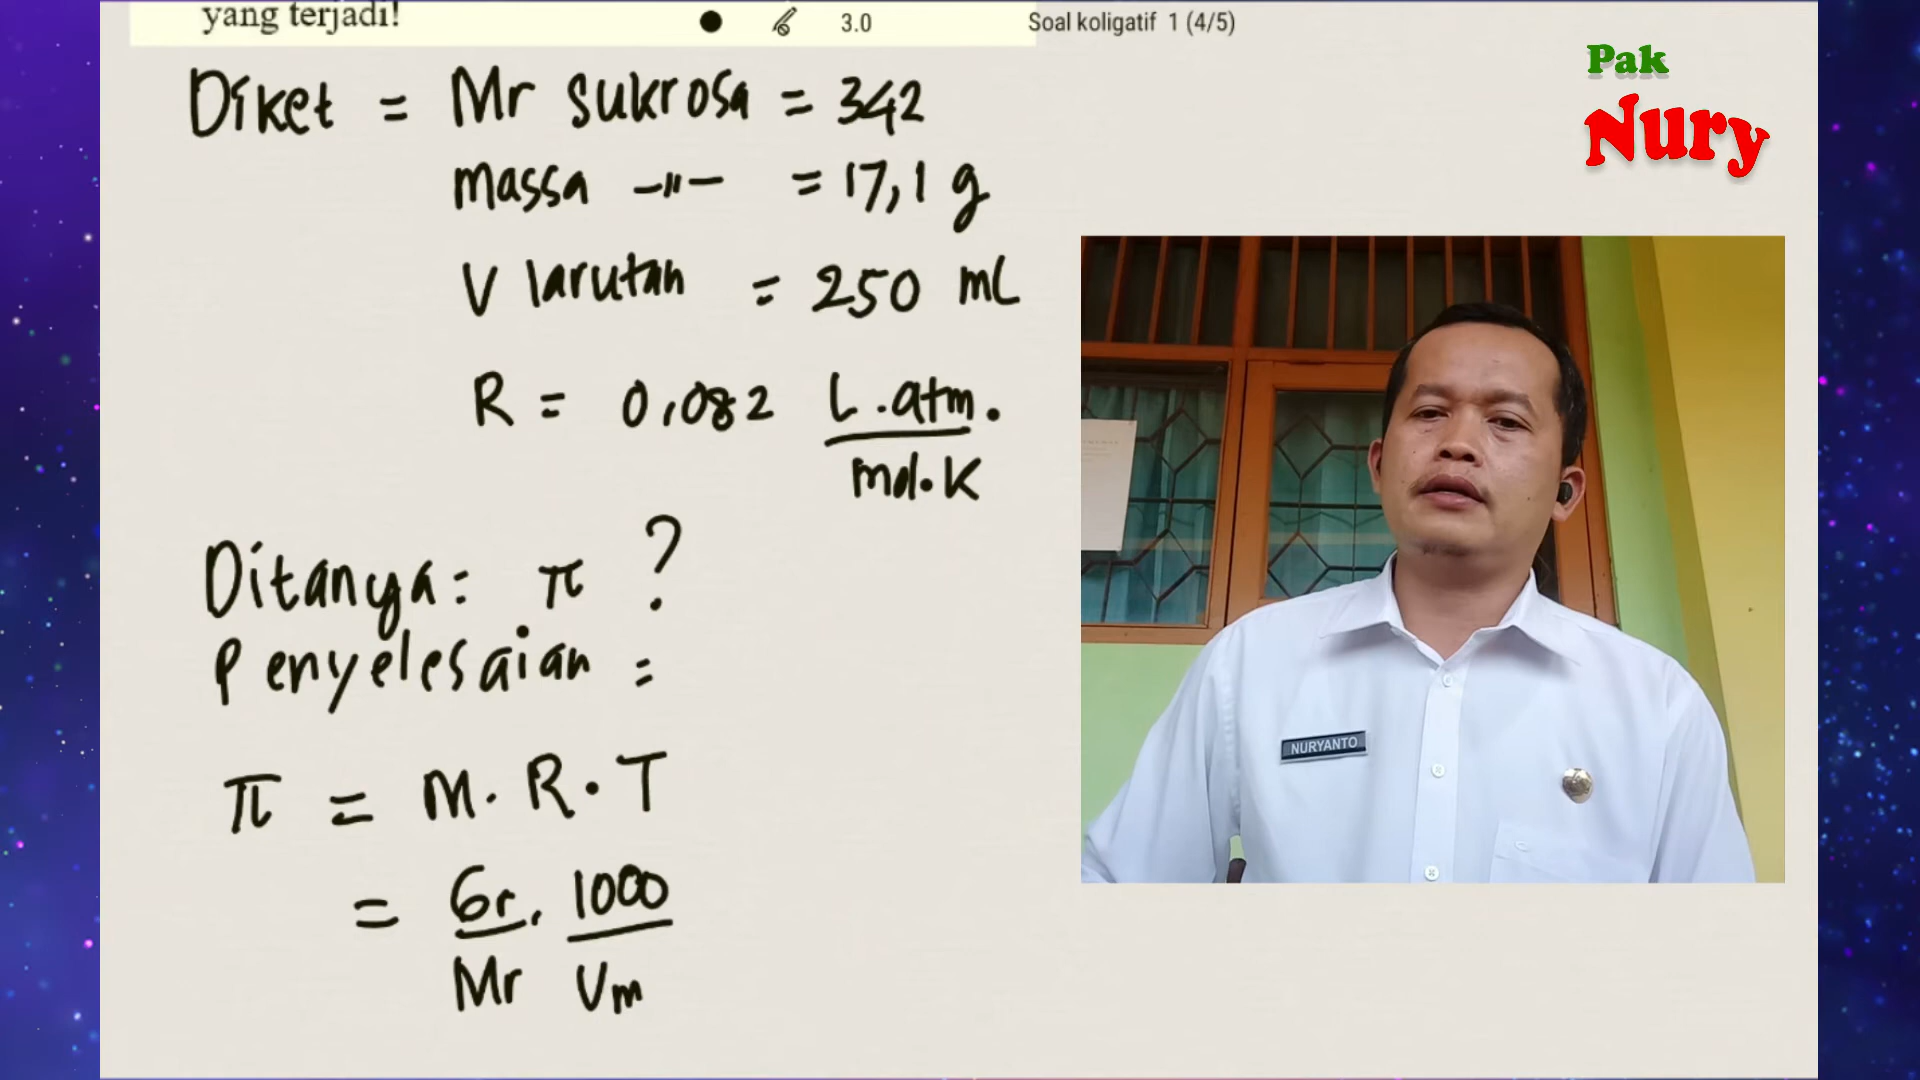 yang terjadi!
3.0
Soal koligatif 1 (4/5)
Pak
Nury
Diket = Mr sukrosa = 342
massa —"— = 17,1 g
V larutan = 250 mL
R = 0,082 L.atm.
mol.K
Ditanya: π ?
Penyelesaian =
π = M.R.T
= Gr. 1000
Mr Vm
NURYANTO